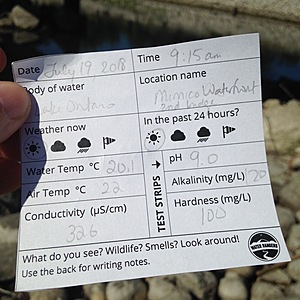 Date July 19, 2018 Time 9:15am
Body of water Location name
Lake Ontario Mimico Waterfront
Weather now In the past 24 hours?
Water Temp °C 20.1 pH 9.0
Air Temp °C 22 Alkalinity (mg/L)
Conductivity (µS/cm) Hardness (mg/L)
326 100
TEST STRIPS
What do you see? Wildlife? Smells? Look around!
Use the back for writing notes.
WATER RANGERS